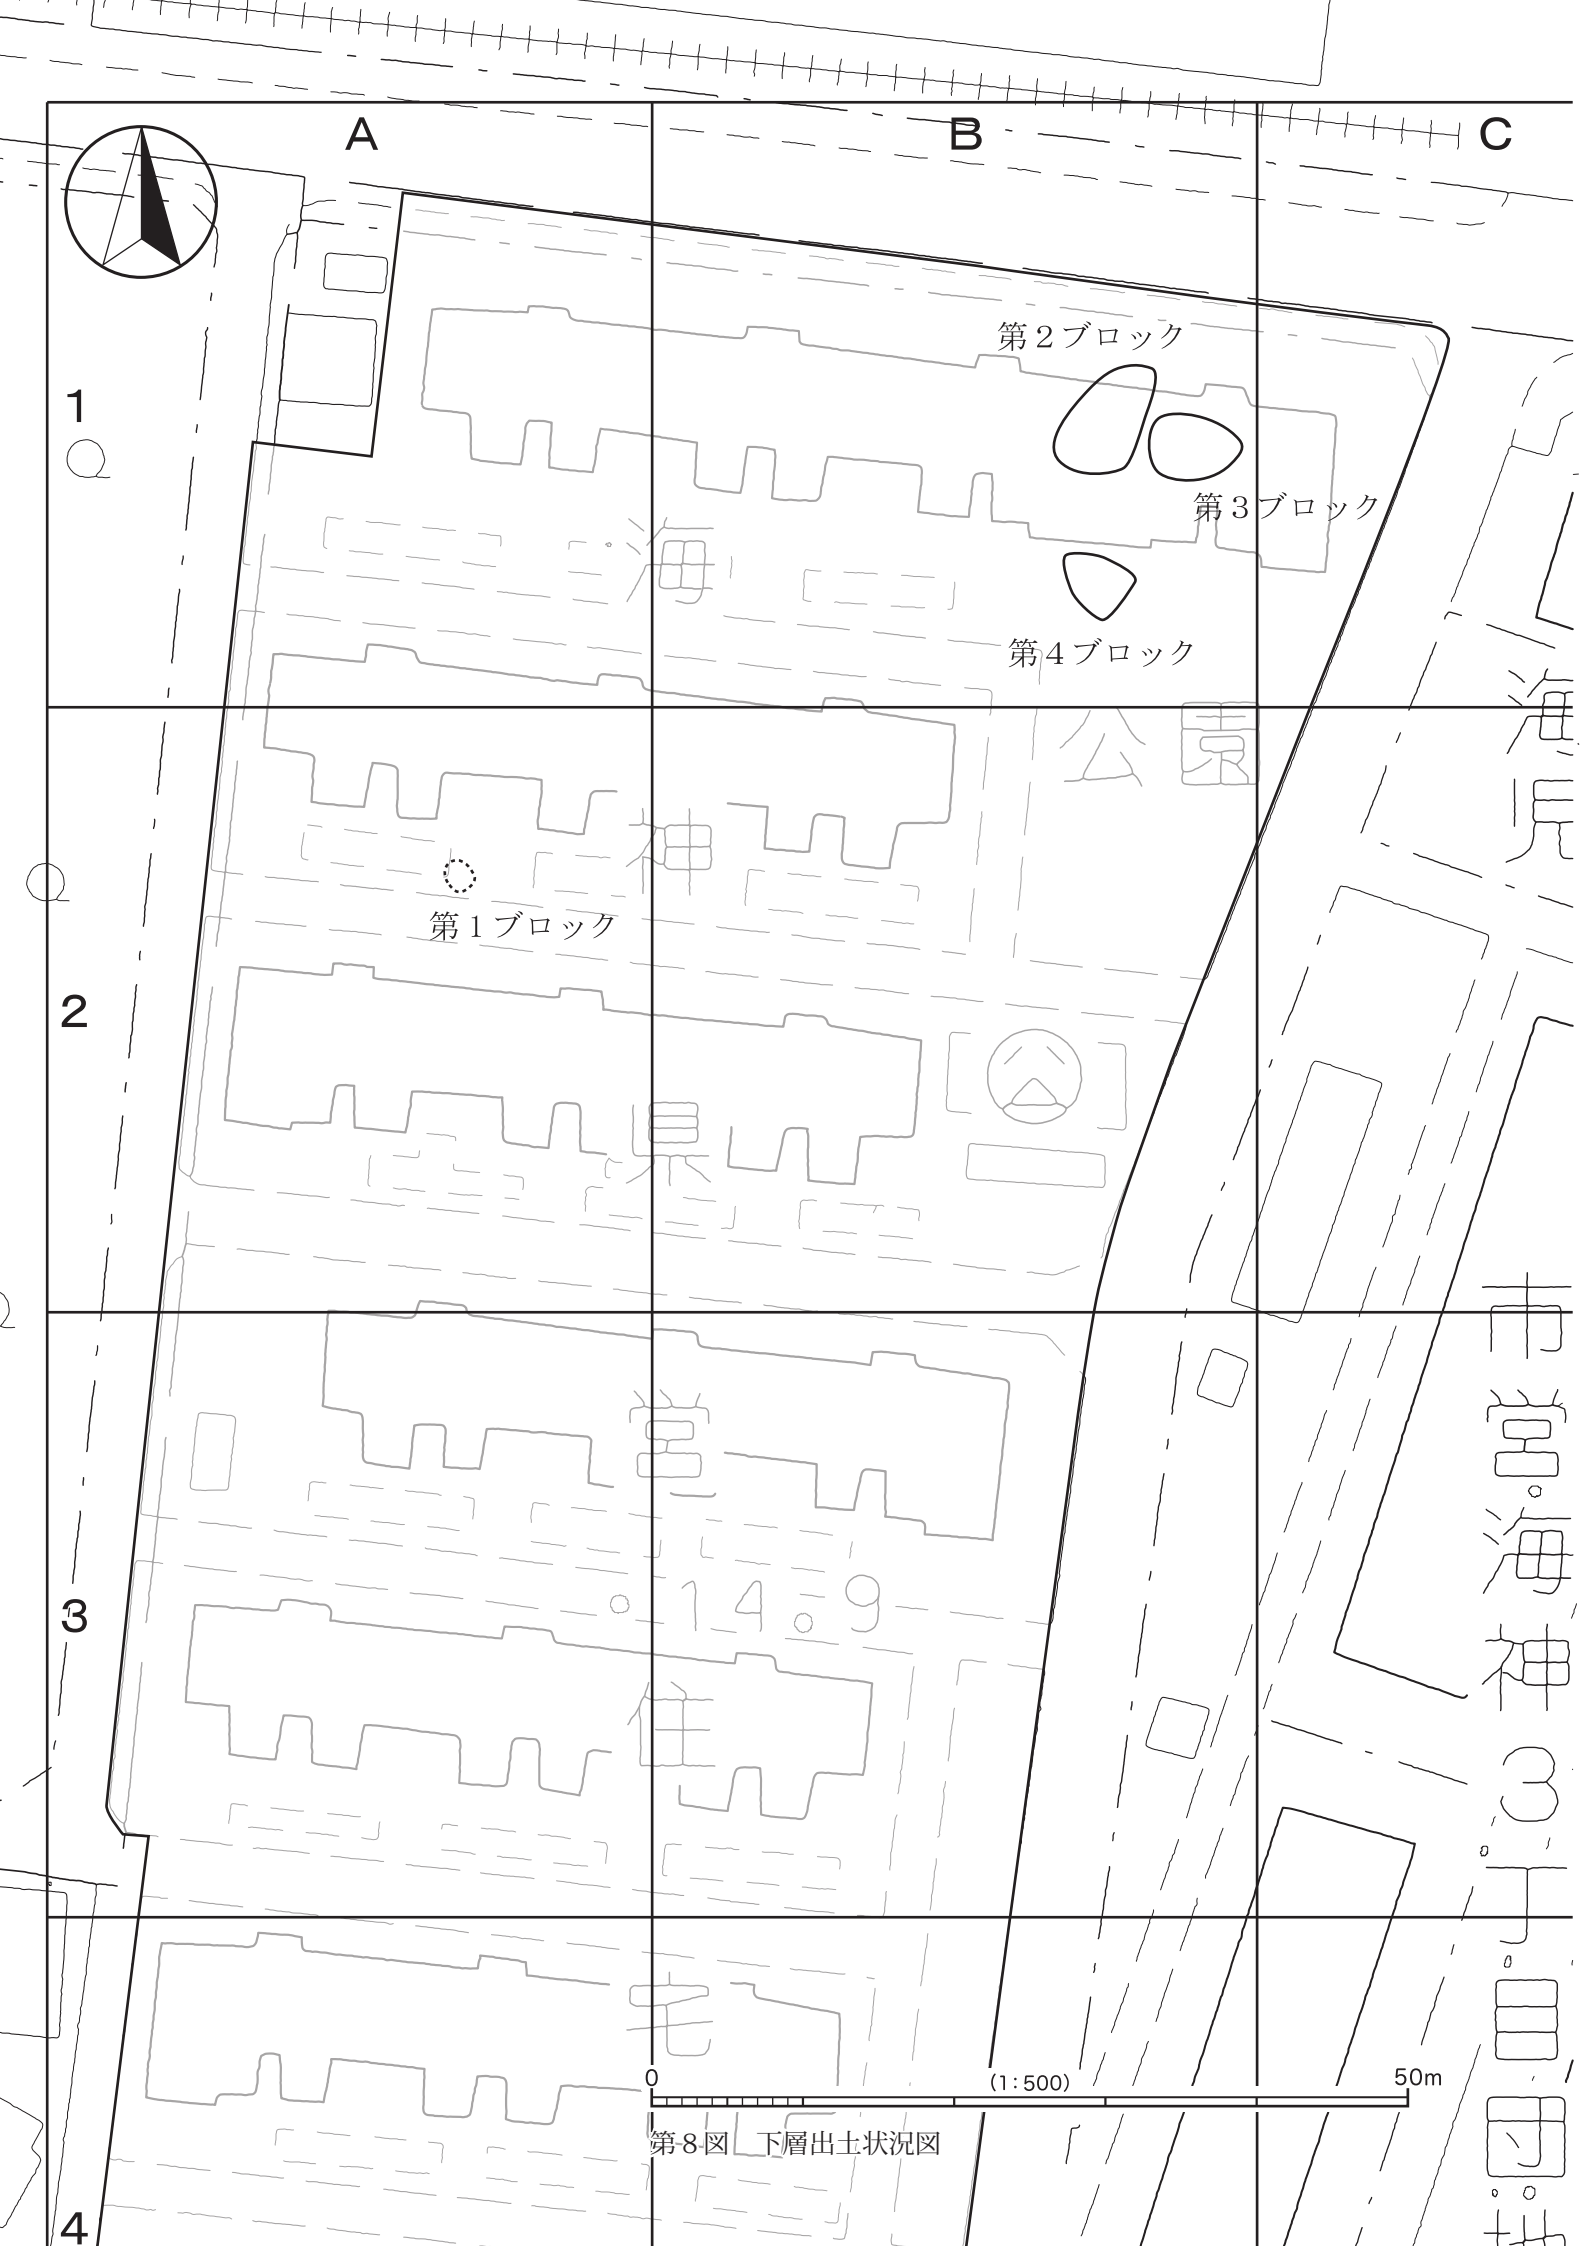 A
B
C
第２ブロック
1
第３ブロック
海
第４ブロック
公園
海
児
神
第１ブロック
2
県
市
営
営
海
14.9
3
神
住
3
丁
目
宅
0
(1:500)
50m
団
第８図　下層出土状況図
4